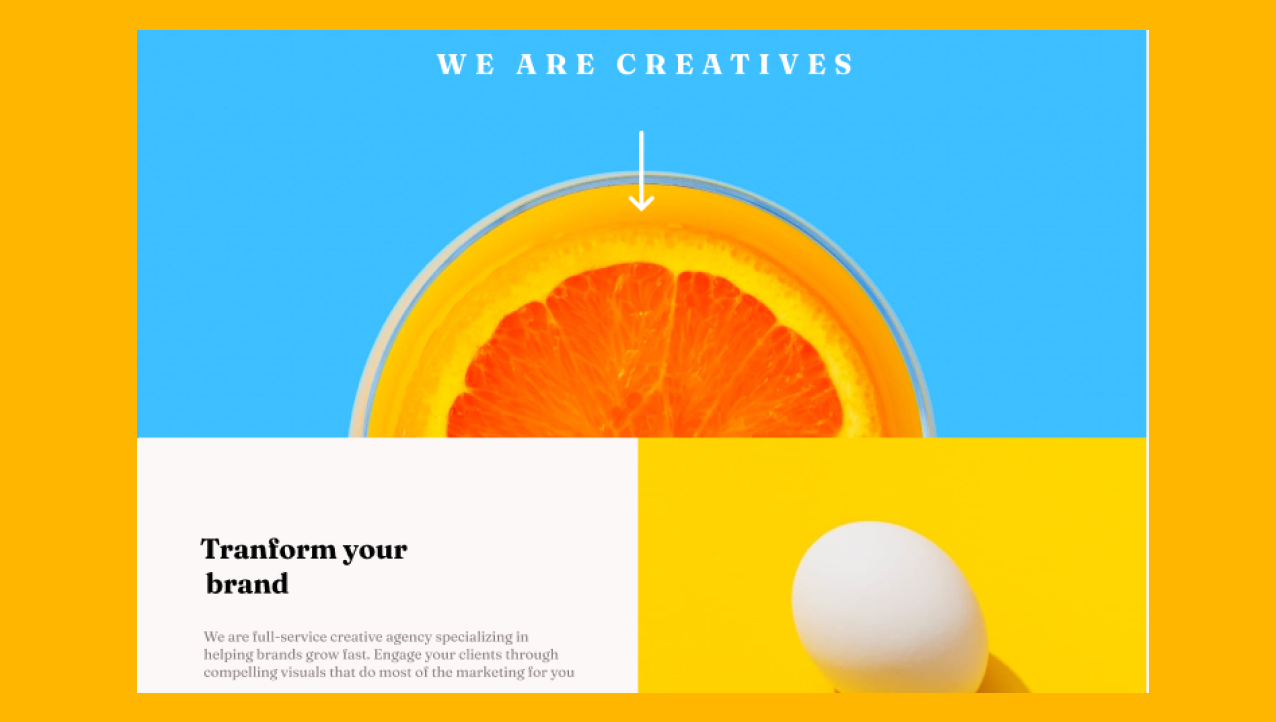 WE ARE CREATIVES
Tranform your
brand
We are full-service creative agency specializing in
helping brands grow fast. Engage your clients through
compelling visuals that do most of the marketing for you